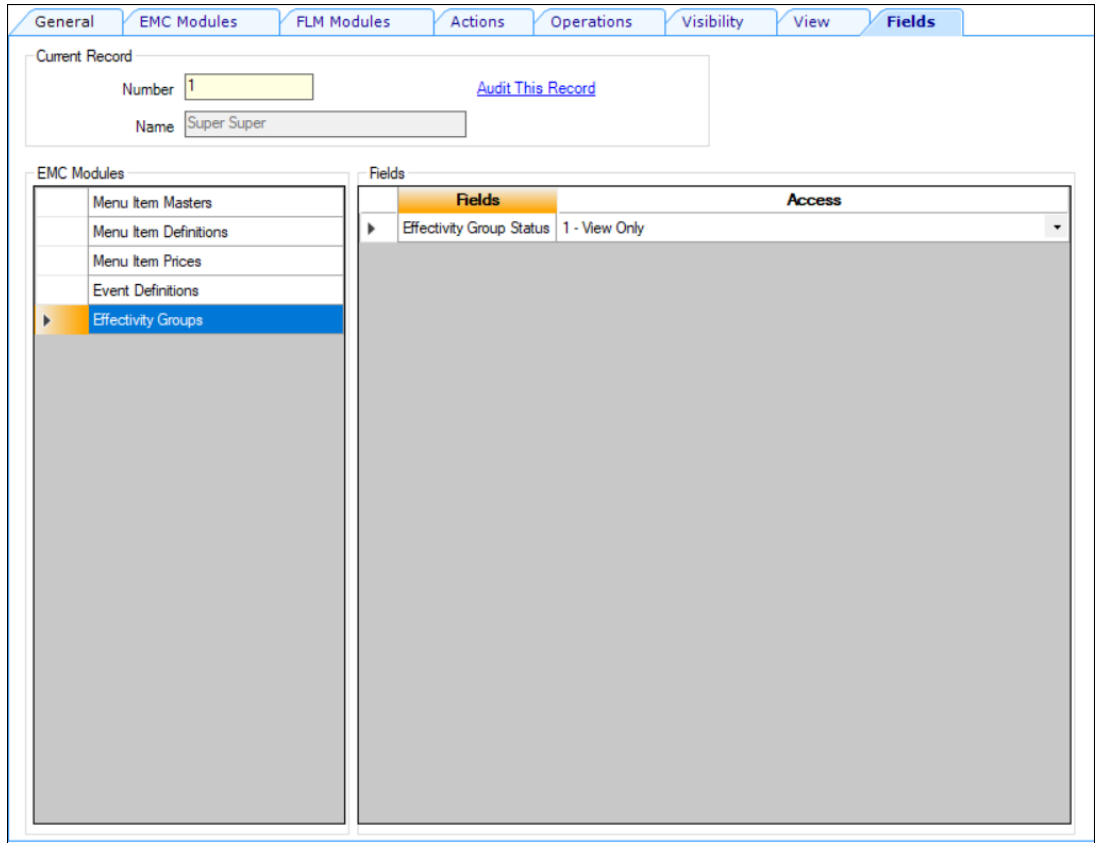 General EMC Modules FLM Modules Actions Operations Visibility View Fields
Current Record
Number 1 Audit This Record
Name Super Super
EMC Modules
Menu Item Masters
Menu Item Definitions
Menu Item Prices
Event Definitions
Effectivity Groups
Fields
Fields Access
Effectivity Group Status 1 - View Only